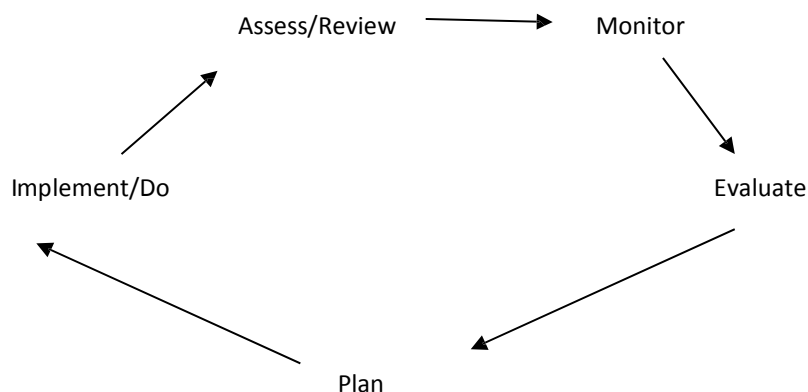 Assess/Review
Monitor
Implement/Do
Evaluate
Plan